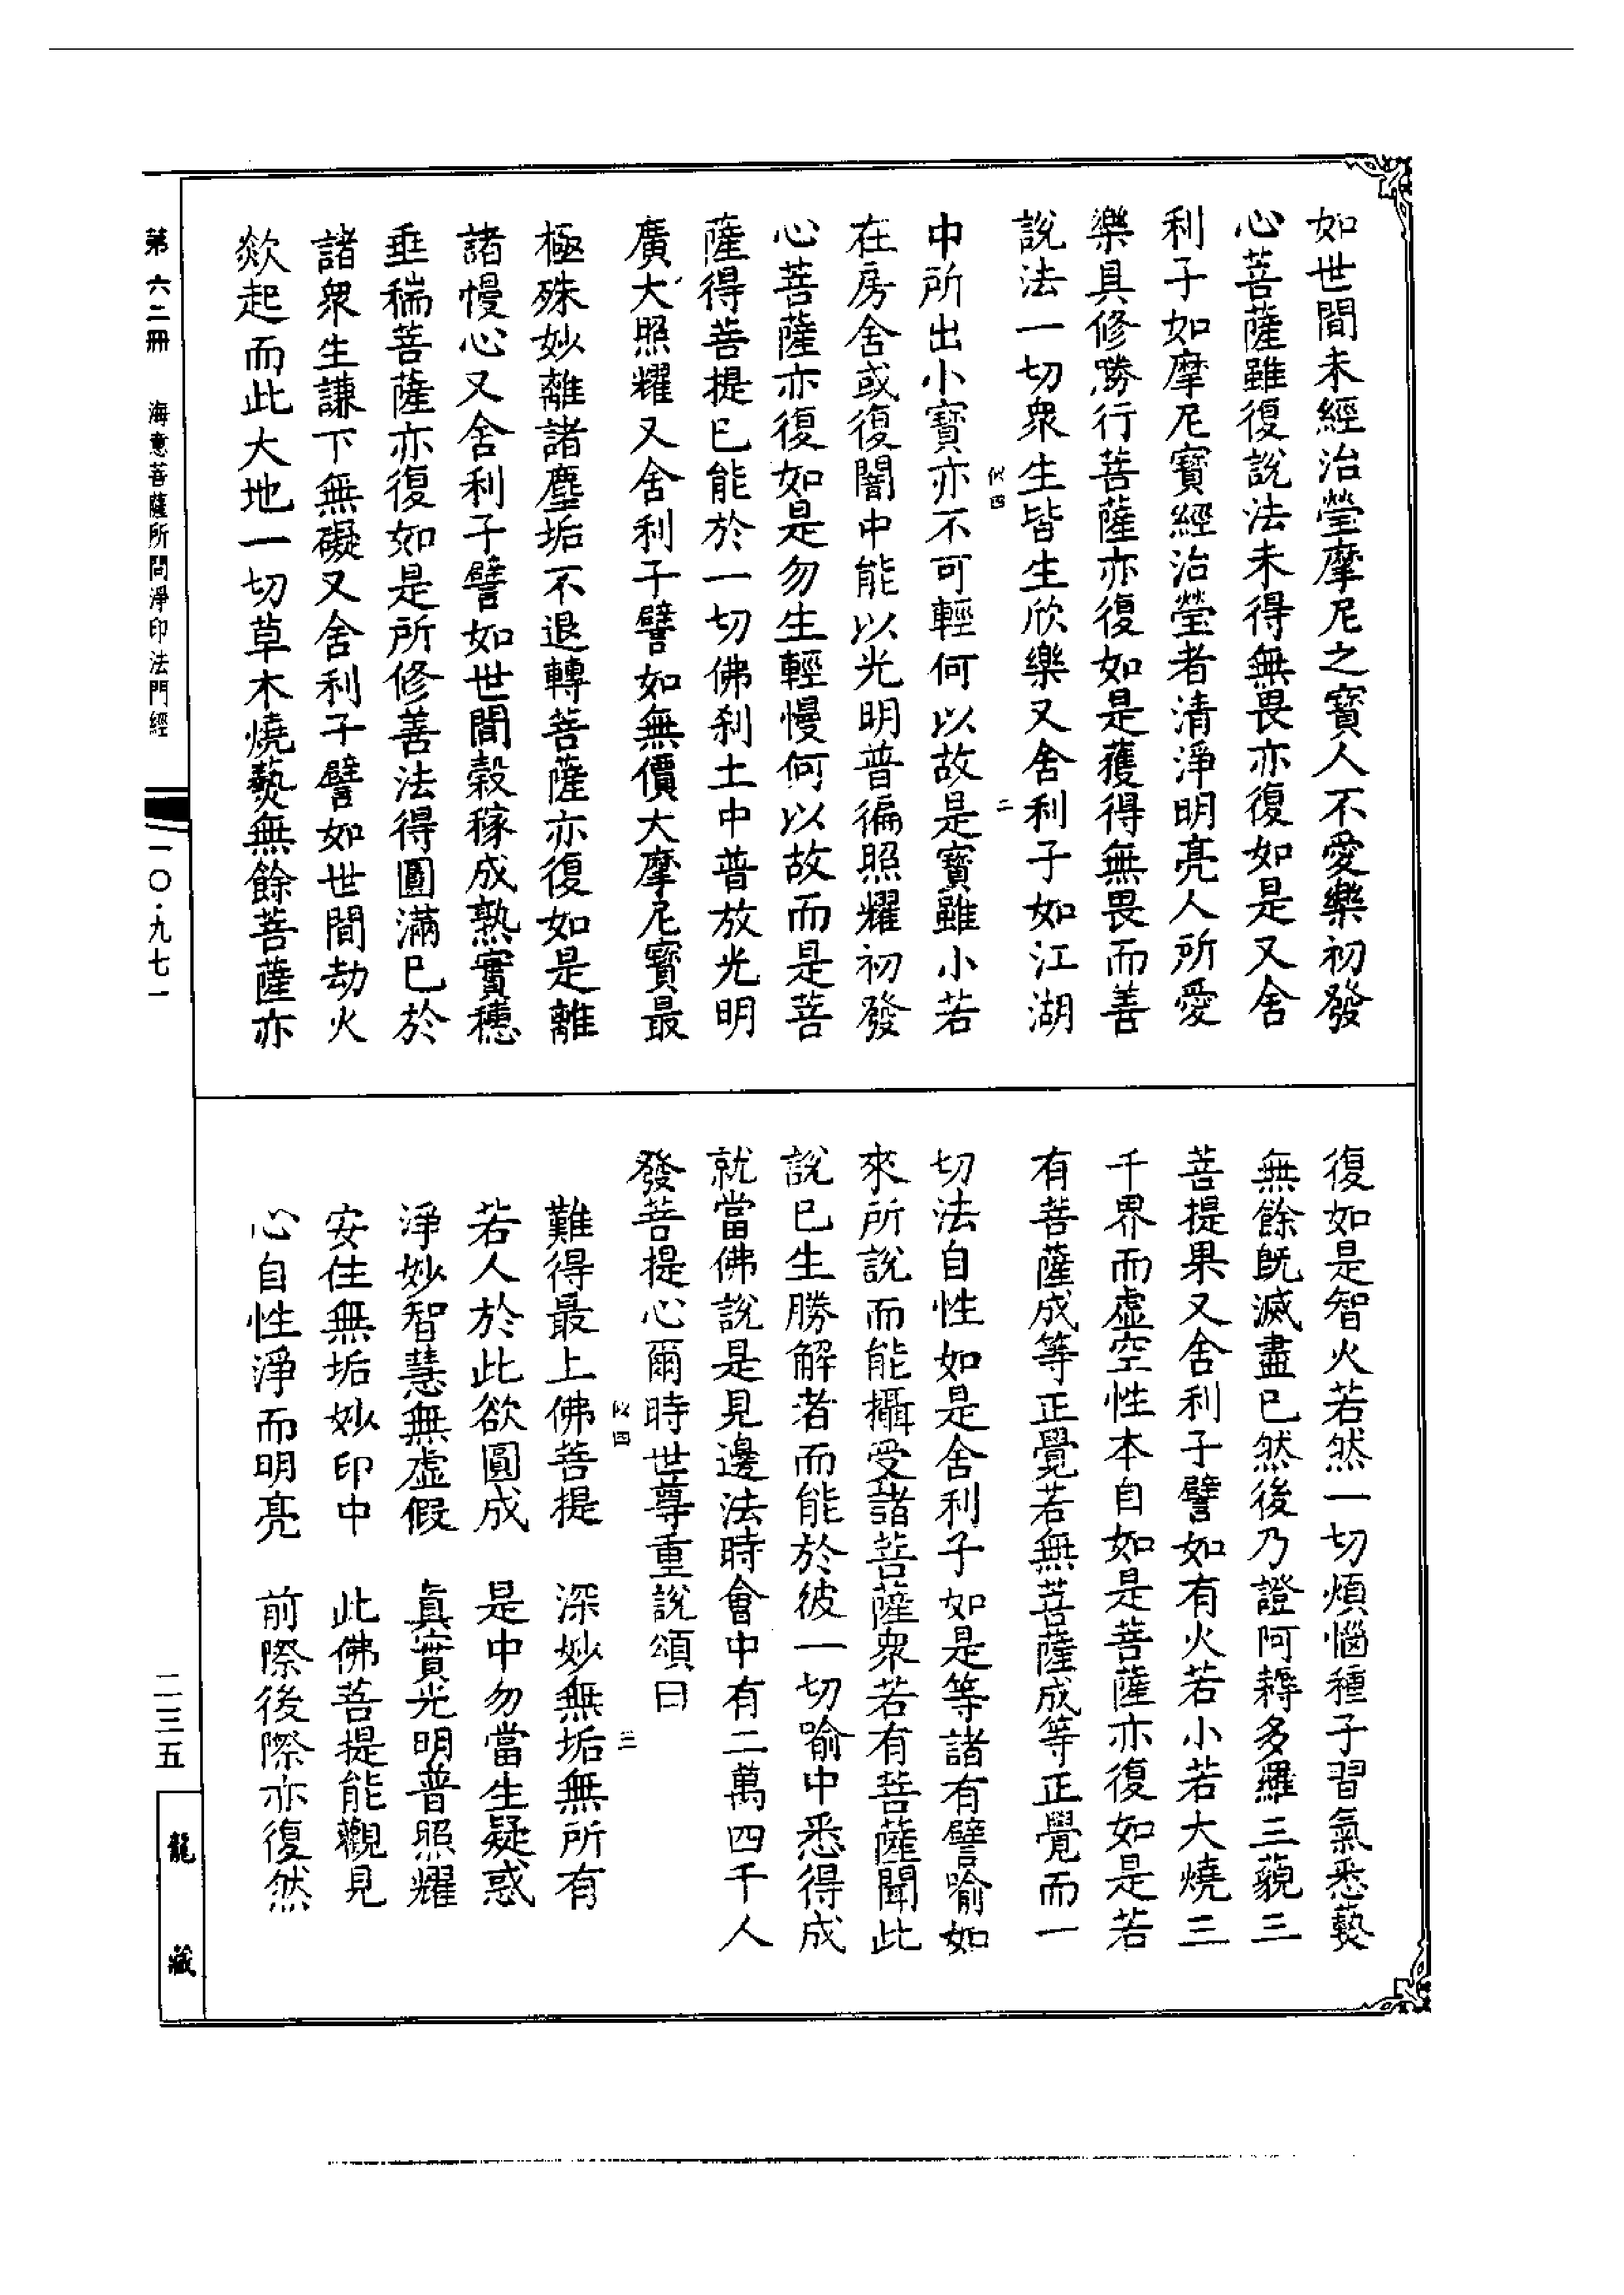 如世間未經治瑩摩尼之寶人不愛樂初發
心菩薩雖復說法未得無畏亦復如是又舍
利子如摩尼寶經治瑩者清淨明亮人所愛
樂具修勝行菩薩亦復如是獲得無畏而善
說法一切衆生皆生欣樂又舍利子如江湖
二
中所出小寶亦不可輕何以故是寶雖小若
在房舍或復闇中能以光明普徧照耀初發
心菩薩亦復如是勿生輕慢何以故而是菩
薩得菩提已能於一切佛刹土中普放光明
廣大照耀又舍利子譬如無價大摩尼寶最
極殊妙離諸塵垢不退轉菩薩亦復如是離
諸慢心又舍利子譬如世間穀稼成熟實穗
垂稨菩薩亦復如是所修善法得圓滿已於
諸衆生謙下無礙又舍利子譬如世間劫火
欻起而此大地一切草木燒爇無餘菩薩亦
復如是智火若然一切煩惱種子習氣悉爇
無餘既滅盡已然後乃證阿耨多羅三藐三
菩提果又舍利子譬如有火若小若大燒三
千界而虛空性本自如是菩薩亦復如是若
有菩薩成等正覺若無菩薩成等正覺而一
切法自性如是舍利子如是等諸有譬喻如
來所說而能攝受諸菩薩衆若有菩薩聞此
說已生勝解者而能於彼一切喻中悉得成
就當佛說是見邊法時會中有二萬四千人
發菩提心爾時世尊重說頌曰
三
難得最上佛菩提 深妙無垢無所有
若人於此欲圓成 是中勿當生疑惑
淨妙智慧無虛假 眞實光明普照耀
安住無垢妙印中 此佛菩提能觀見
心自性淨而明亮 前際後際亦復然
第六二冊 海意菩薩所問淨印法門經
一〇·九七一
二三五
龍藏